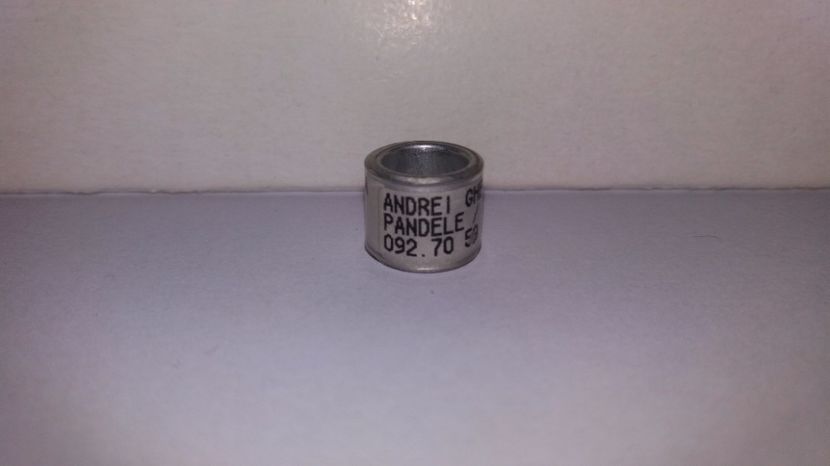 ANDREI
PANDELE /
092.70